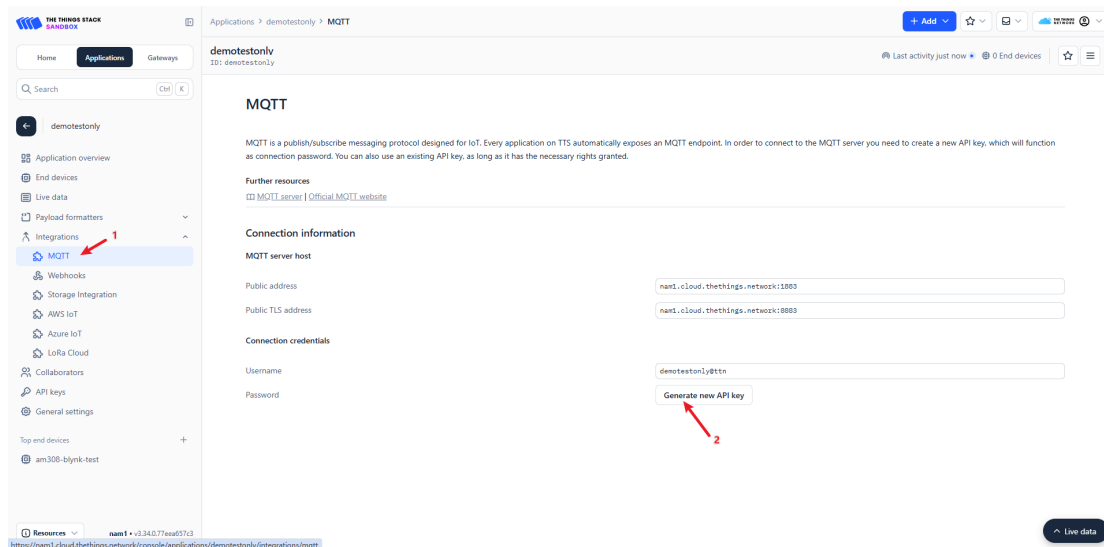 THE THINGS STACK
SANDBOX
Home
Applications
Gateways
Search
Ctrl
K
demotestonly
Application overview
End devices
Live data
Payload formatters
Integrations
1
MQTT
Webhooks
Storage Integration
AWS IoT
Azure IoT
LoRa Cloud
Collaborators
API keys
General settings
Top end devices
+
am308-blynk-test
Resources
nam1 • v3.34.0.77eea657c3
https://nam1.cloud.thethings.network/console/applications/demotestonly/integrations/mqtt
Applications > demotestonly > MQTT
+ Add
THE THINGS
NETWORK
demotestonly
ID: demotestonly
Last activity just now • 0 End devices
MQTT
MQTT is a publish/subscribe messaging protocol designed for IoT. Every application on TTS automatically exposes an MQTT endpoint. In order to connect to the MQTT server you need to create a new API key, which will function
as connection password. You can also use an existing API key, as long as it has the necessary rights granted.
Further resources
MQTT server | Official MQTT website
Connection information
MQTT server host
Public address
nam1.cloud.thethings.network:1883
Public TLS address
nam1.cloud.thethings.network:8883
Connection credentials
Username
demotestonly@ttn
Password
Generate new API key
2
Live data